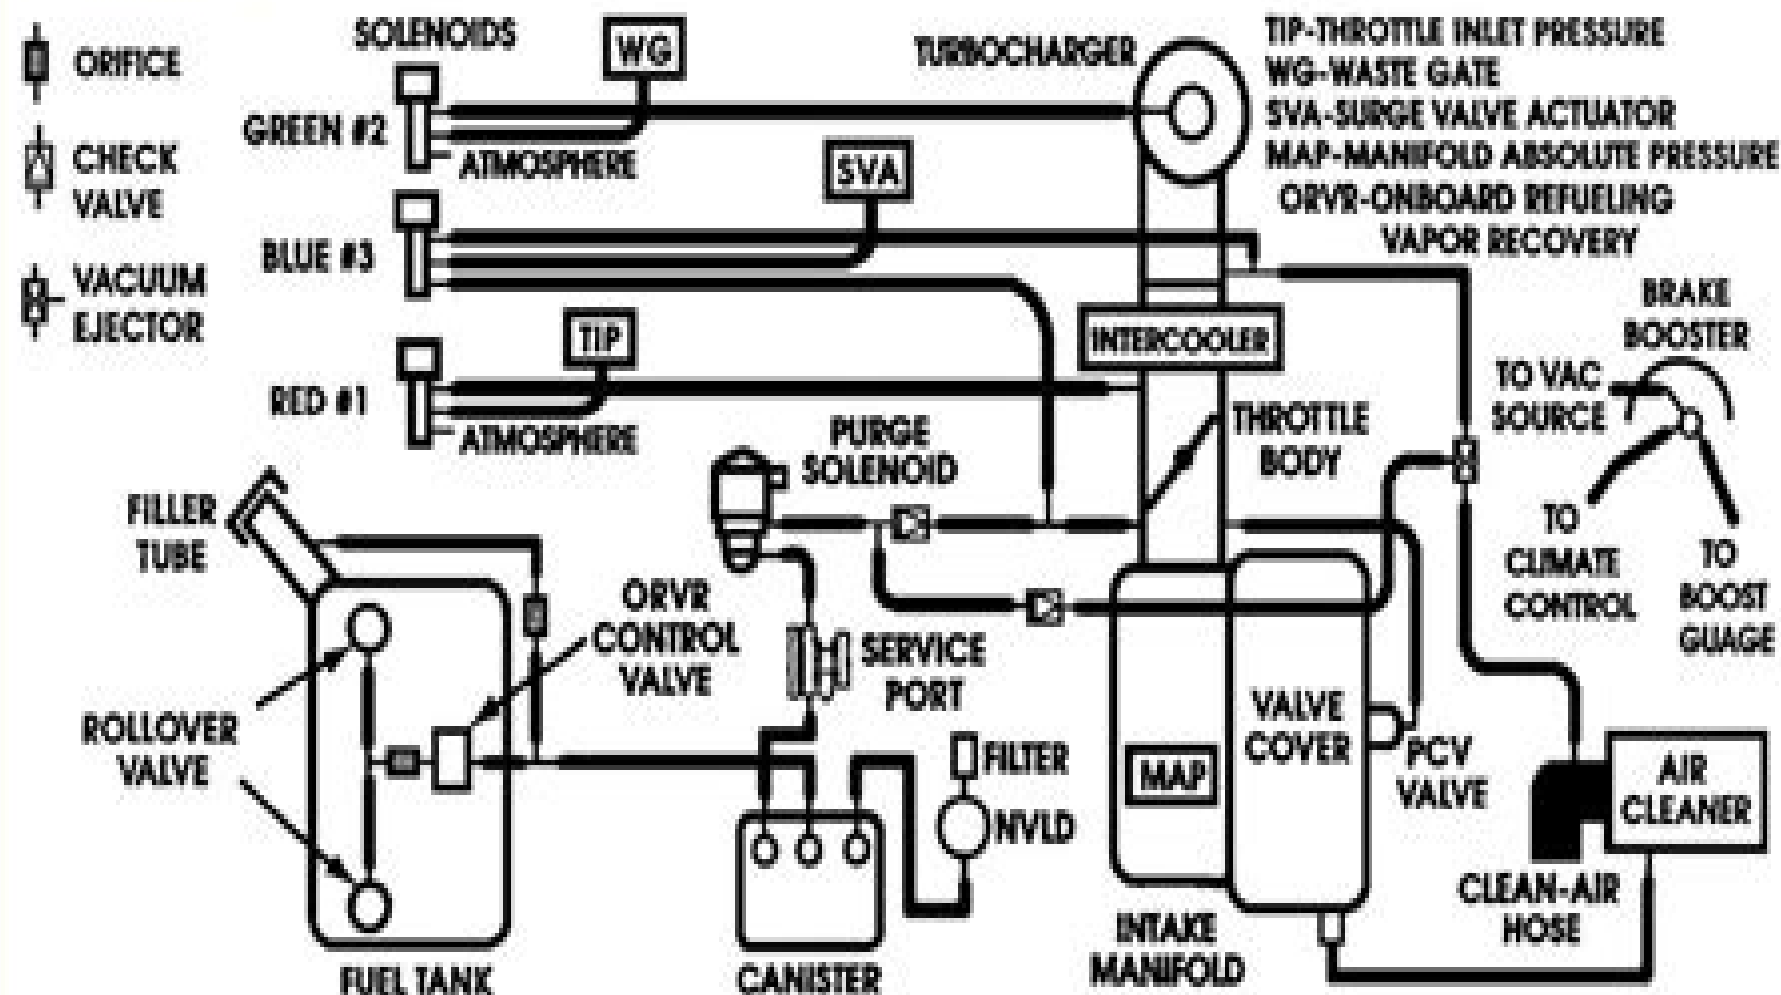 ORIFICE
CHECK
VALVE
VACUUM
EJECTOR
SOLENOIDS
WG
GREEN #2
ATMOSPHERE
SVA
BLUE #3
TIP
RED #1
ATMOSPHERE
TURBOCHARGER
TIP-THROTTLE INLET PRESSURE
WG-WASTE GATE
SVA-SURGE VALVE ACTUATOR
MAP-MANIFOLD ABSOLUTE PRESSURE
ORVR-ONBOARD REFUELING
VAPOR RECOVERY
INTERCOOLER
BRAKE
BOOSTER
TO VAC
SOURCE
THROTTLE
BODY
TO
CLIMATE
CONTROL
TO
BOOST
GUAGE
PURGE
SOLENOID
FILLER
TUBE
ORVR
CONTROL
VALVE
SERVICE
PORT
ROLLOVER
VALVE
FILTER
NVLD
VALVE
COVER
MAP
PCV
VALVE
AIR
CLEANER
CLEAN-AIR
HOSE
FUEL TANK
CANISTER
INTAKE
MANIFOLD